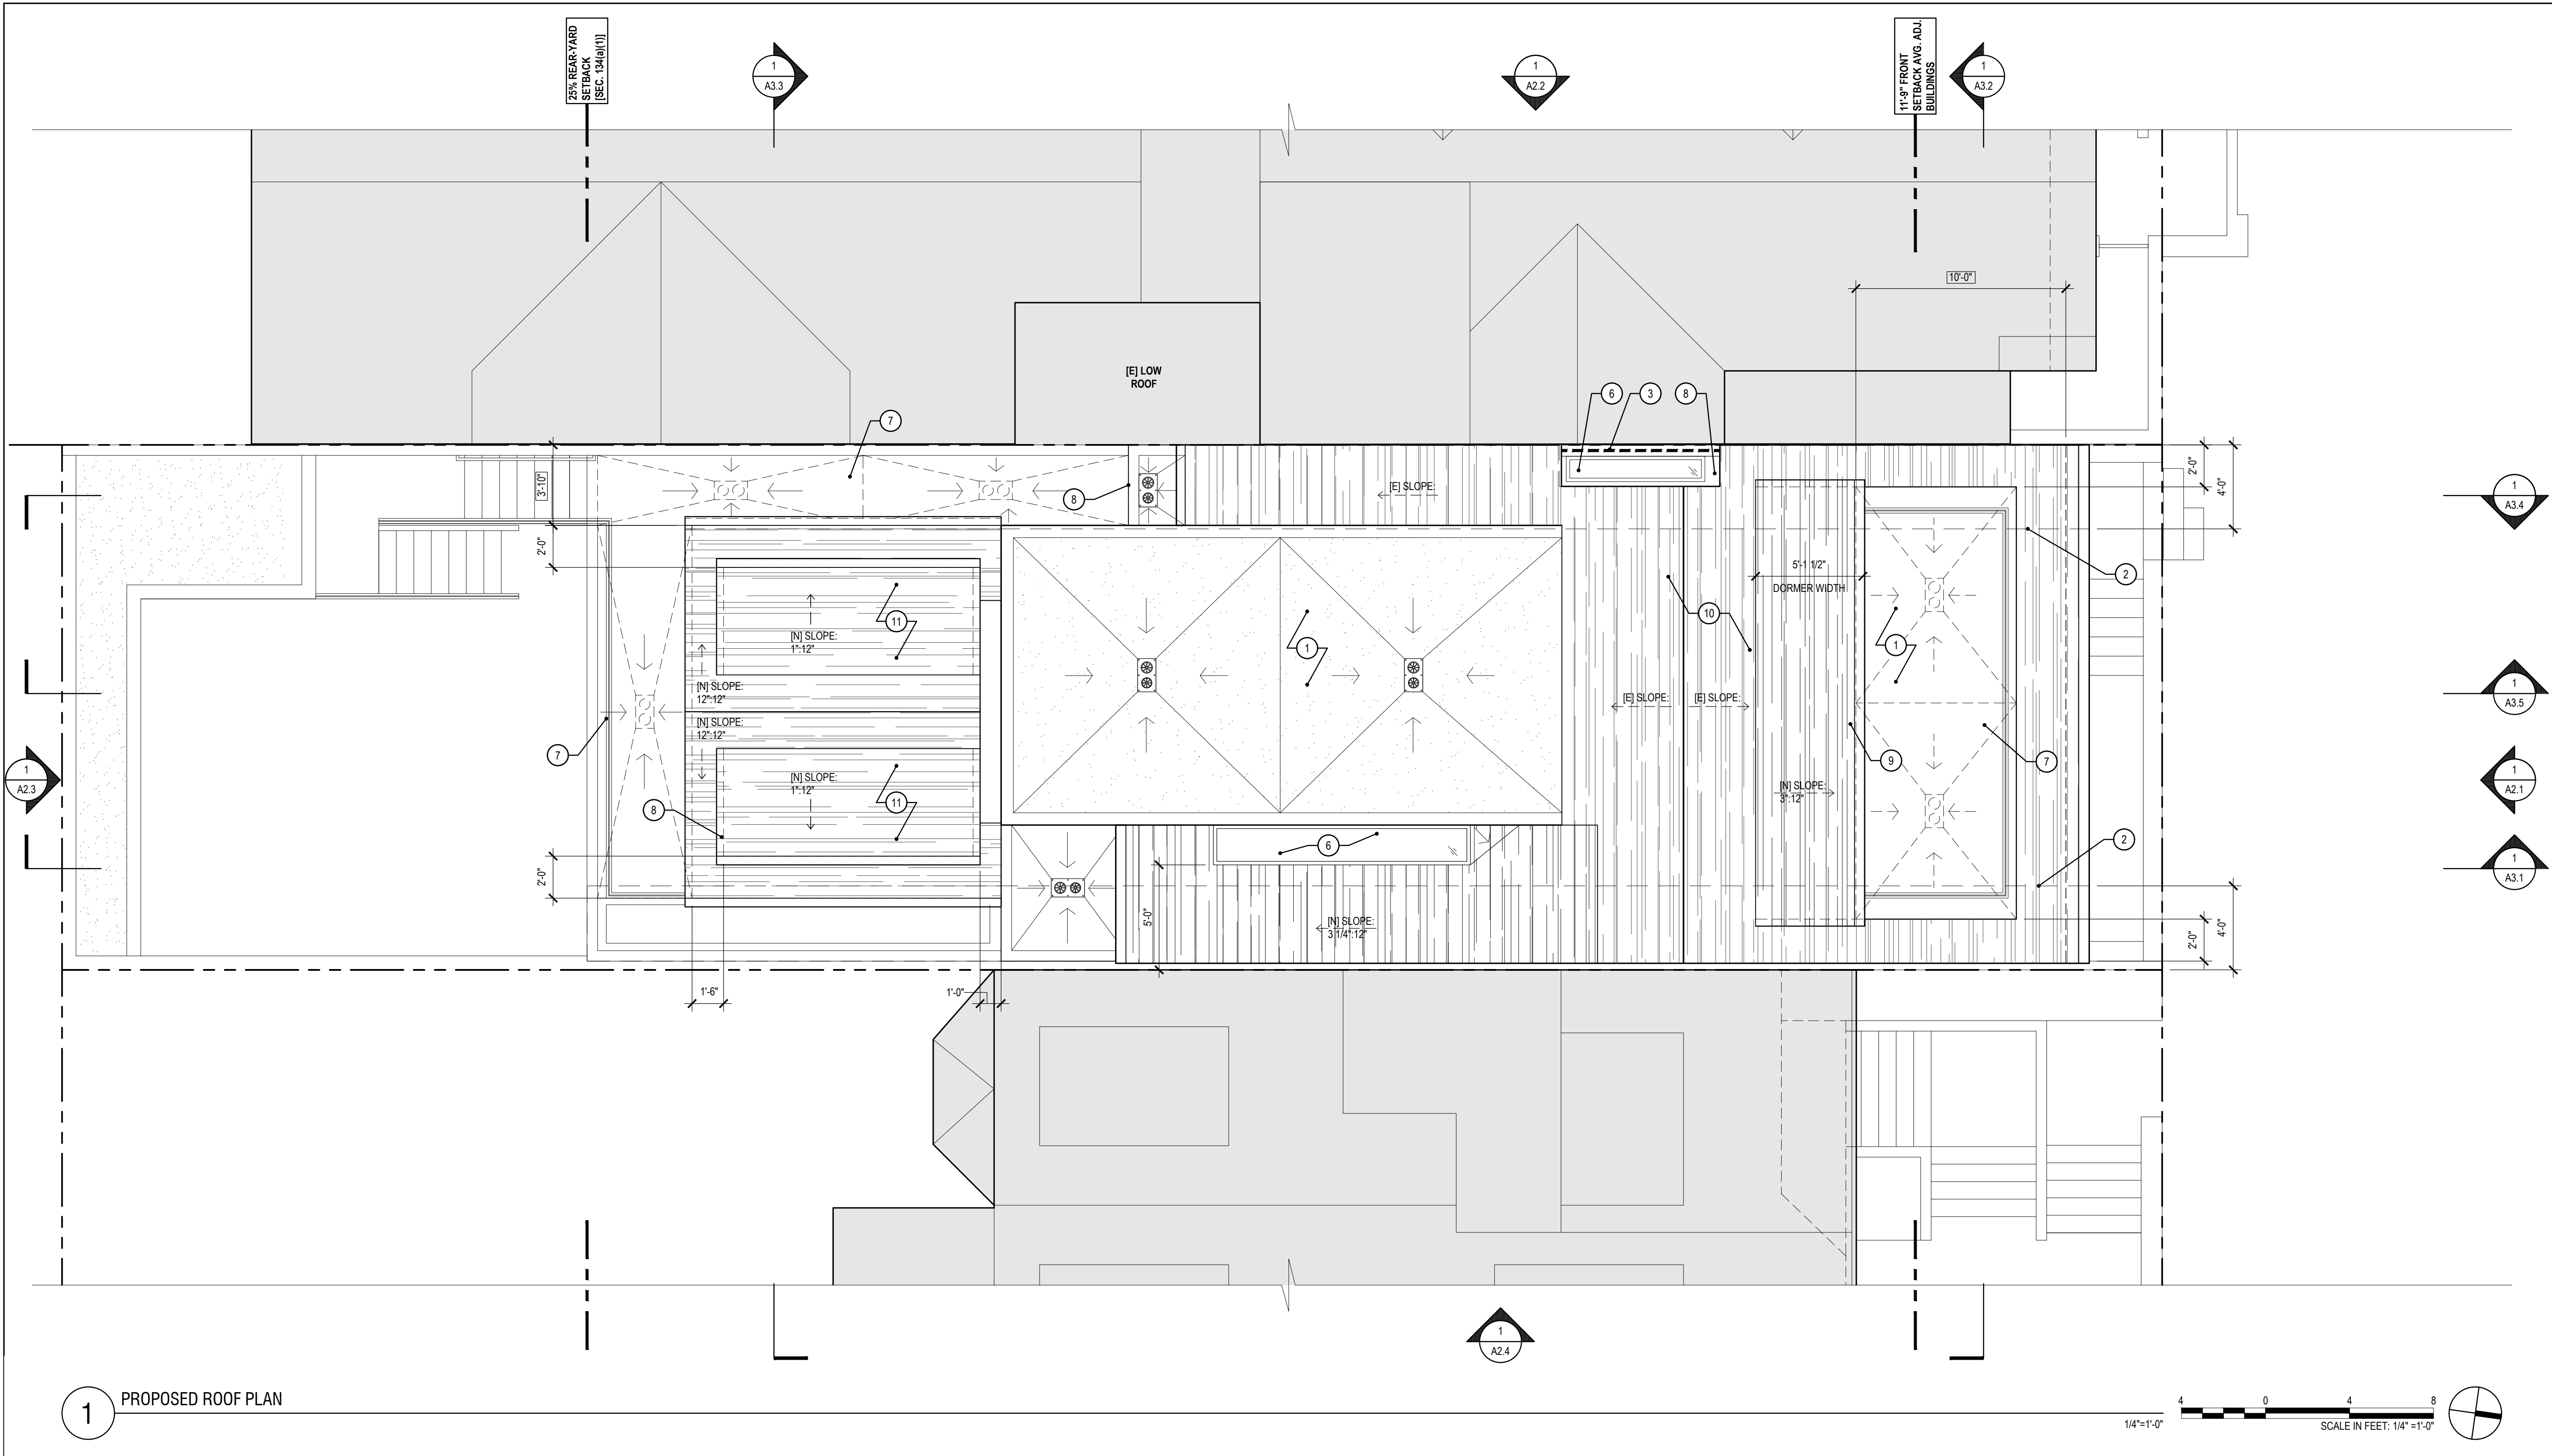 25% REAR-YARD
SETBACK
[SEC. 134(a)(1)]
1
A3.3
1
A2.2
11'-9" FRONT
SETBACK AVG. ADJ.
BUILDINGS
1
A3.2
10'-0"
[E] LOW
ROOF
6
3
8
7
3'-10"
8
[E] SLOPE:
2'-0"
4'-0"
1
A3.4
2'-0"
5'-1 1/2"
DORMER WIDTH
2
11
10
1
1
[N] SLOPE:
1":12"
[N] SLOPE:
12":12"
[E] SLOPE:
[E] SLOPE:
1
A3.5
[N] SLOPE:
12":12"
7
9
7
1
A2.3
[N] SLOPE:
1":12"
[N] SLOPE:
3":12"
1
A2.1
11
8
6
2
1
A3.1
2'-0"
5'-0"
[N] SLOPE:
3 1/4":12"
4'-0"
2'-0"
1'-6"
1'-0"
1
A2.4
1
PROPOSED ROOF PLAN
1/4"=1'-0"
4 0 4 8
SCALE IN FEET: 1/4" =1'-0"